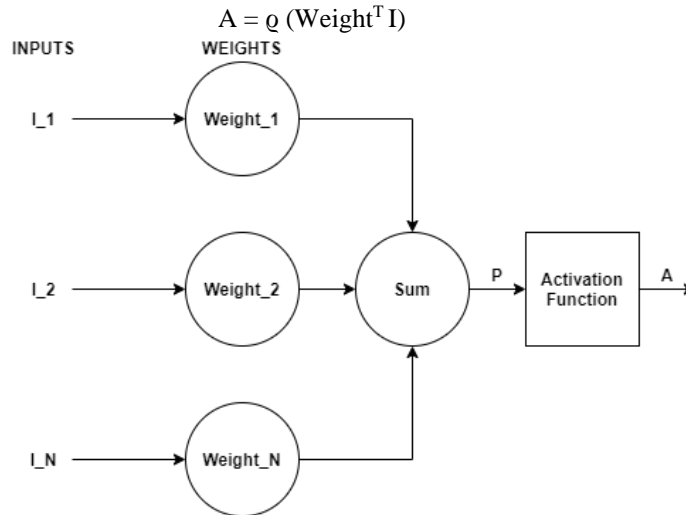 A = ϱ (Weight^T I)
INPUTS WEIGHTS
I_1 Weight_1
I_2 Weight_2 Sum P Activation Function A
I_N Weight_N